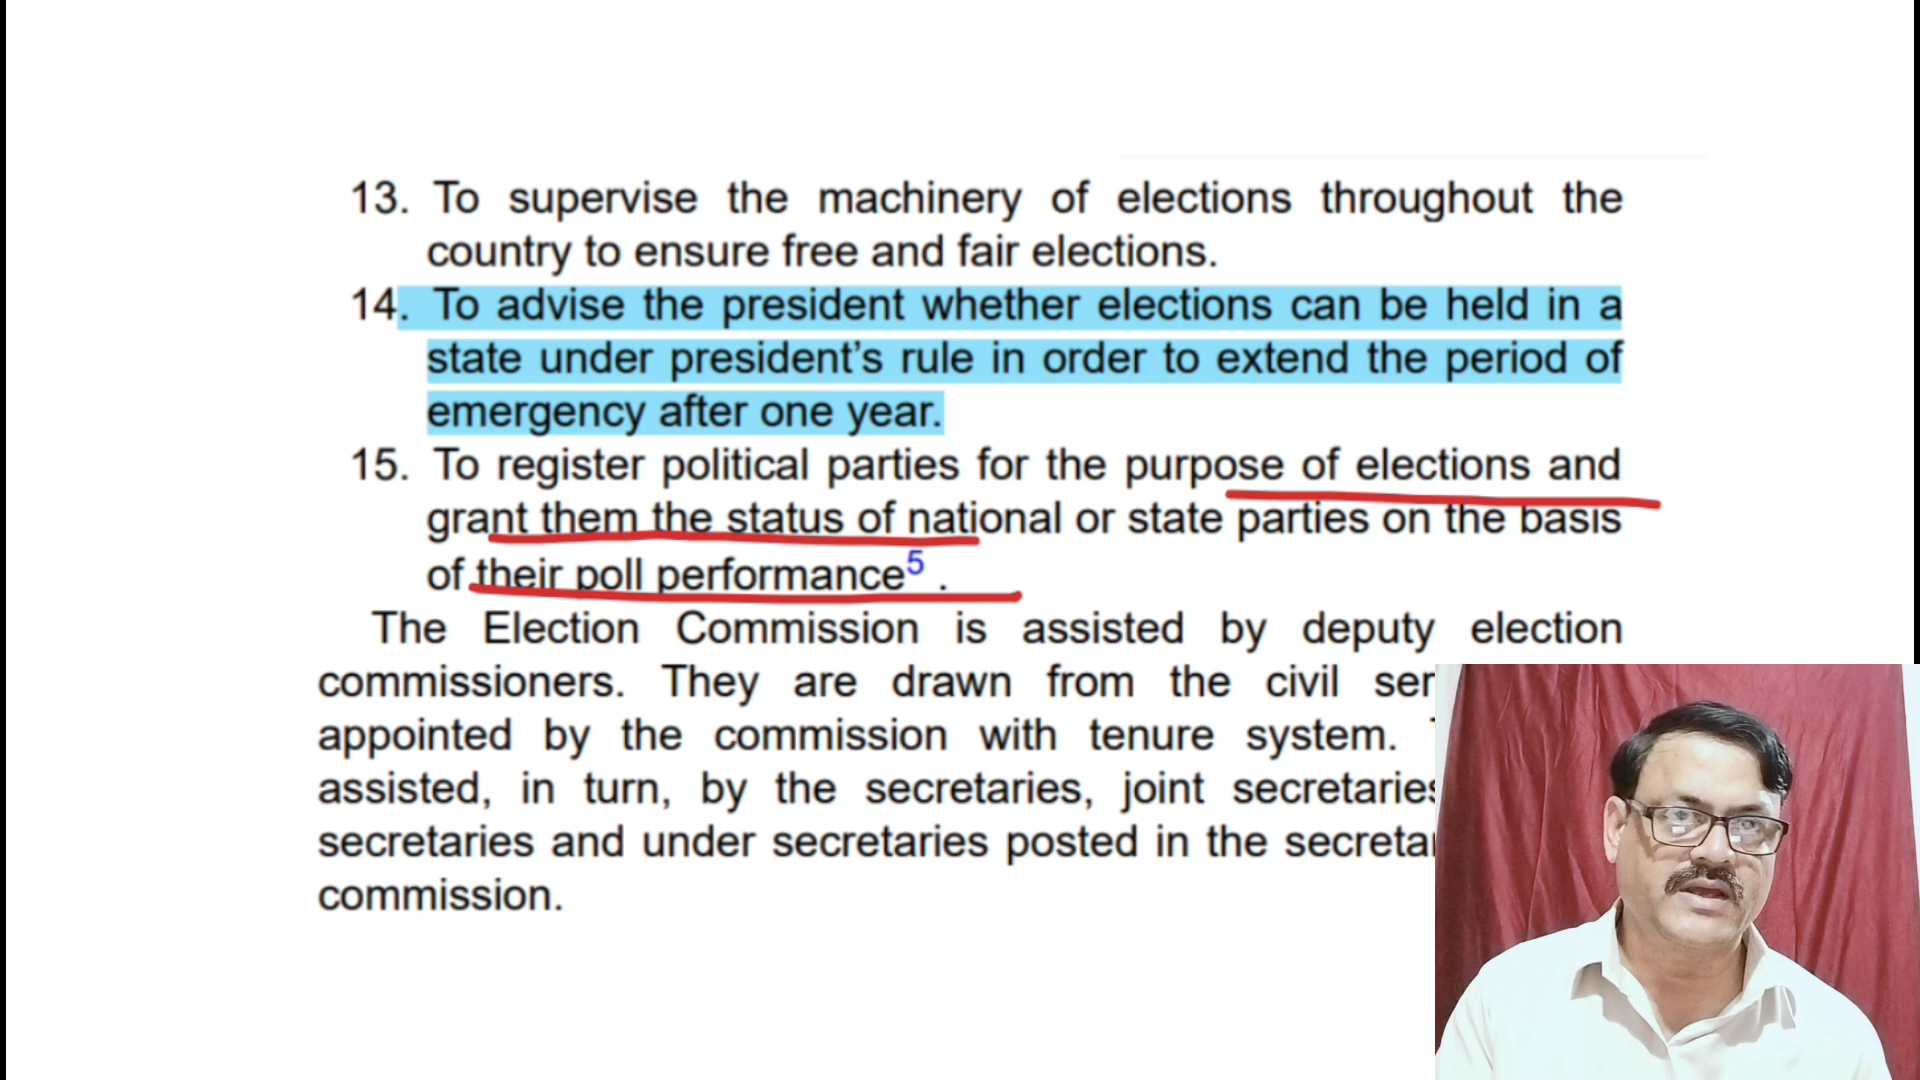 13. To supervise the machinery of elections throughout the
country to ensure free and fair elections.
14. To advise the president whether elections can be held in a
state under president’s rule in order to extend the period of
emergency after one year.
15. To register political parties for the purpose of elections and
grant them the status of national or state parties on the basis
of their poll performance5 .
The Election Commission is assisted by deputy election
commissioners. They are drawn from the civil
appointed by the commission with tenure system.
assisted, in turn, by the secretaries, joint
secretaries and under secretaries posted in the
commission.